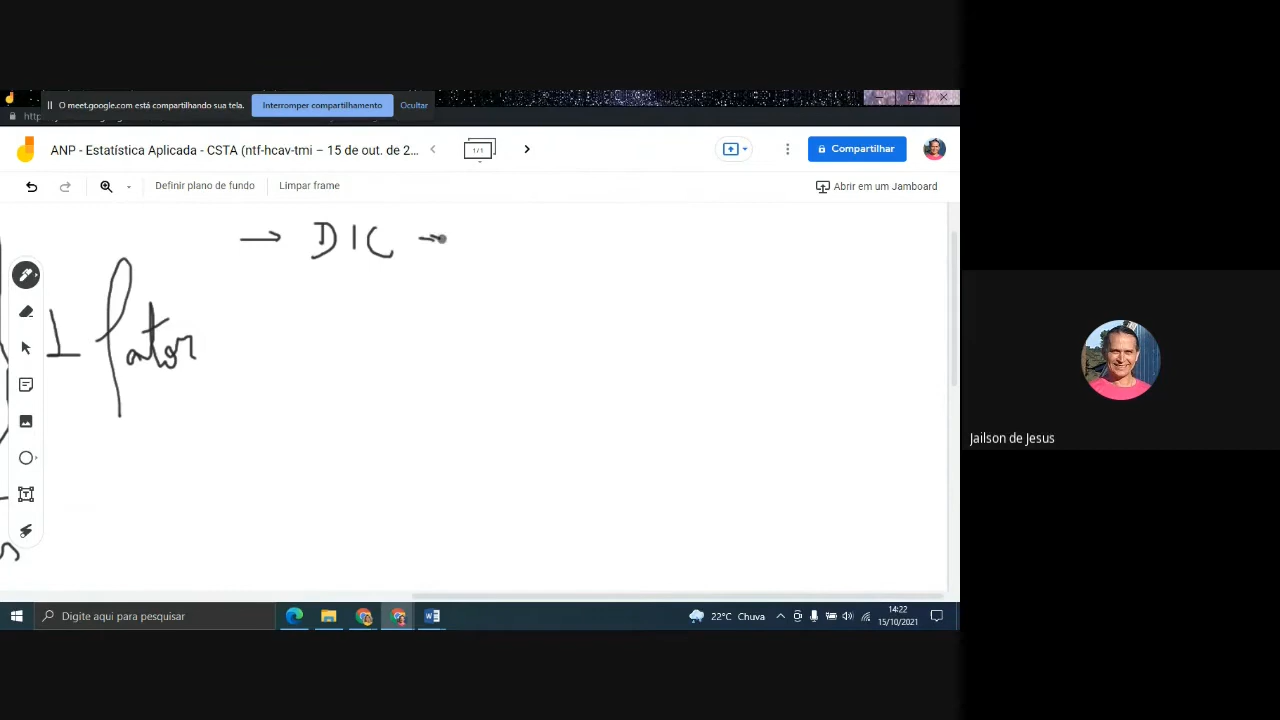 O meet.google.com está compartilhando sua tela. Interromper compartilhamento Ocultar
ANP - Estatística Aplicada - CSTA (ntf-hcav-tmi – 15 de out. de 2... 1/1 Compartilhar
Definir plano de fundo Limpar frame Abrir em um Jamboard
→ DIC →
1 fator
Jailson de Jesus
Digite aqui para pesquisar 22°C Chuva 14:22
15/10/2021